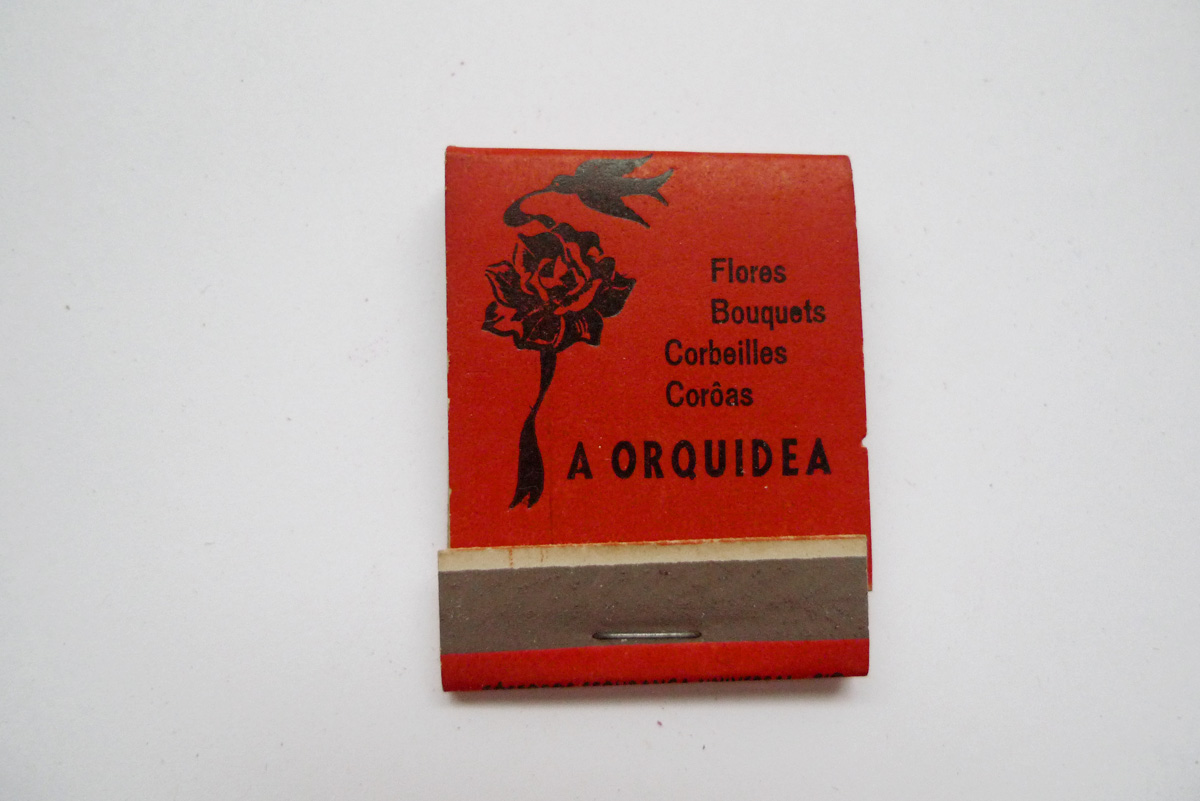 Flores
Bouquets
Corbeilles
Corôas
A ORQUIDEA